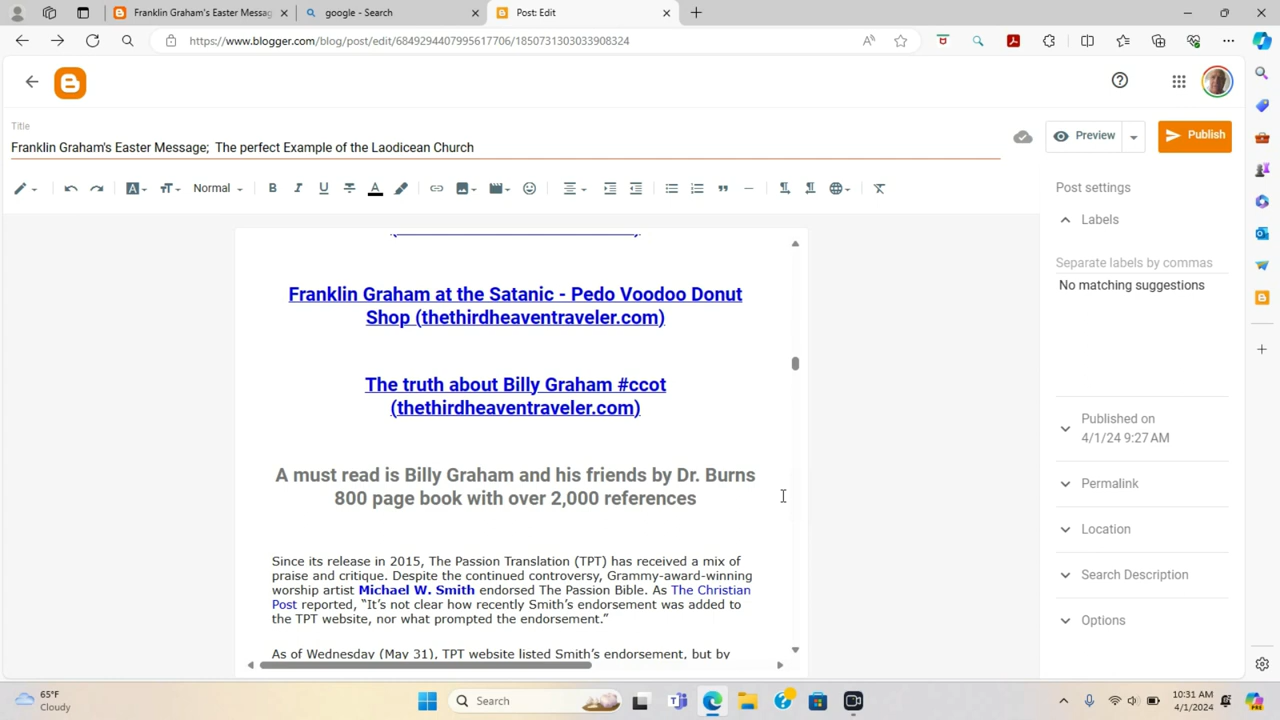 Franklin Graham's Easter Messag
google - Search
Post: Edit
https://www.blogger.com/blog/post/edit/6849294407995617706/1850731303033908324
Title
Franklin Graham's Easter Message;  The perfect Example of the Laodicean Church
Preview
Publish
Normal
Post settings
Labels
Separate labels by commas
No matching suggestions
Franklin Graham at the Satanic - Pedo Voodoo Donut
Shop (thethirdheaventraveler.com)
The truth about Billy Graham #ccot
(thethirdheaventraveler.com)
A must read is Billy Graham and his friends by Dr. Burns
800 page book with over 2,000 references
Since its release in 2015, The Passion Translation (TPT) has received a mix of
praise and critique. Despite the continued controversy, Grammy-award-winning
worship artist Michael W. Smith endorsed The Passion Bible. As The Christian
Post reported, “It’s not clear how recently Smith’s endorsement was added to
the TPT website, nor what prompted the endorsement.”
As of Wednesday (May 31), TPT website listed Smith’s endorsement, but by
Published on
4/1/24 9:27 AM
Permalink
Location
Search Description
Options
65°F
Cloudy
Search
10:31 AM
4/1/2024